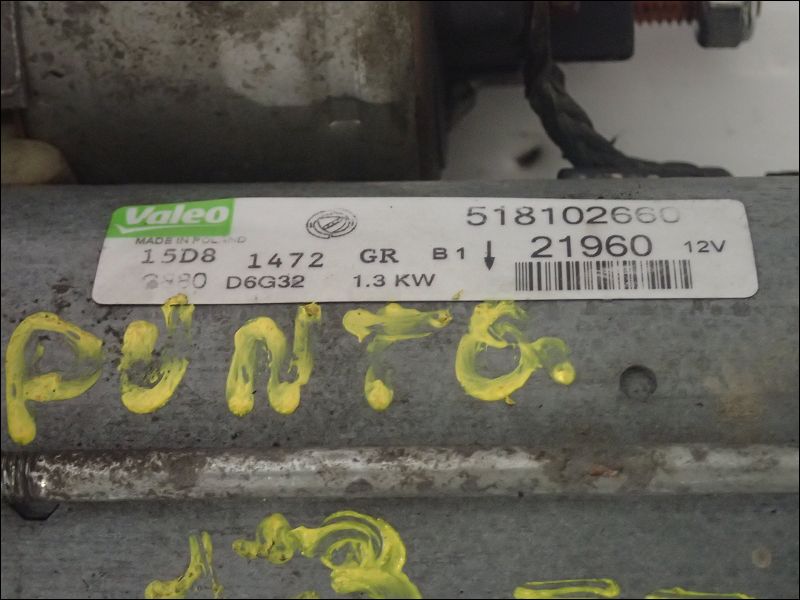 Valeo
518102660
MADE IN POLAND
15D8 1472 GR B1 21960 12V
D6G32 1.3 KW
PUNTO